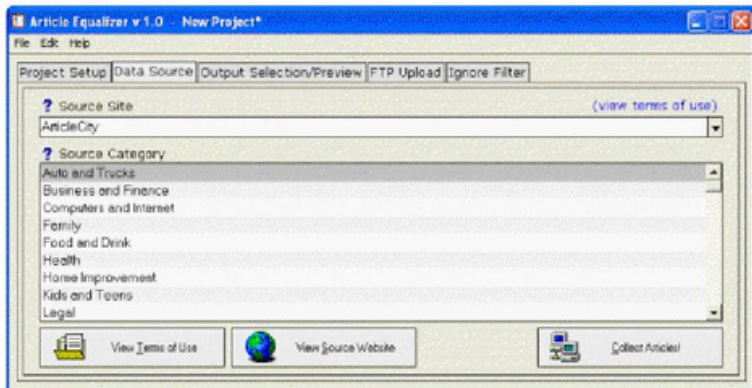 Article Equalizer v 1.0 - New Project*
File Edit Help
Project Setup Data Source Output Selection/Preview FTP Upload Ignore Filter
? Source Site (view terms of use)
ArticleCity
? Source Category
Auto and Trucks
Business and Finance
Computers and Internet
Family
Food and Drink
Health
Home Improvement
Kids and Teens
Legal
View Terms of Use View Source Website Collect Articles!